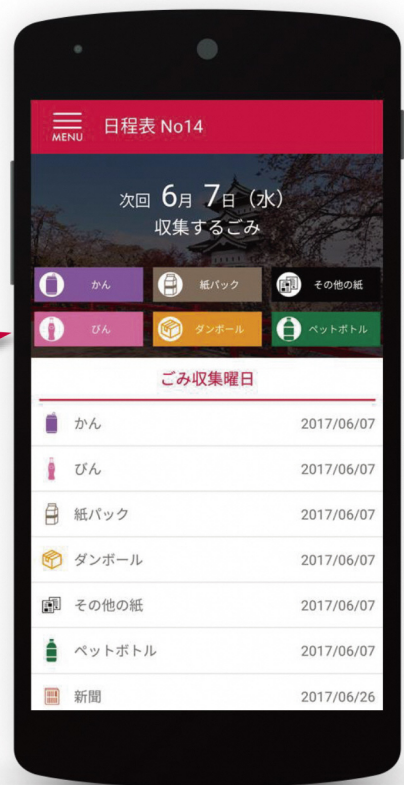 MENU 日程表 No14
次回 6月 7日(水)
収集するごみ
かん 紙パック その他の紙
びん ダンボール ペットボトル
ごみ収集曜日
かん 2017/06/07
びん 2017/06/07
紙パック 2017/06/07
ダンボール 2017/06/07
その他の紙 2017/06/07
ペットボトル 2017/06/07
新聞 2017/06/26